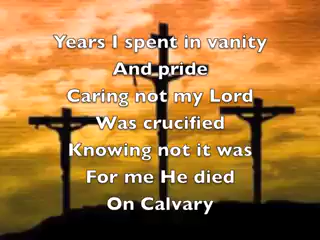 Years I spent in vanity
And pride
Caring not my Lord
Was crucified
Knowing not it was
For me He died
On Calvary